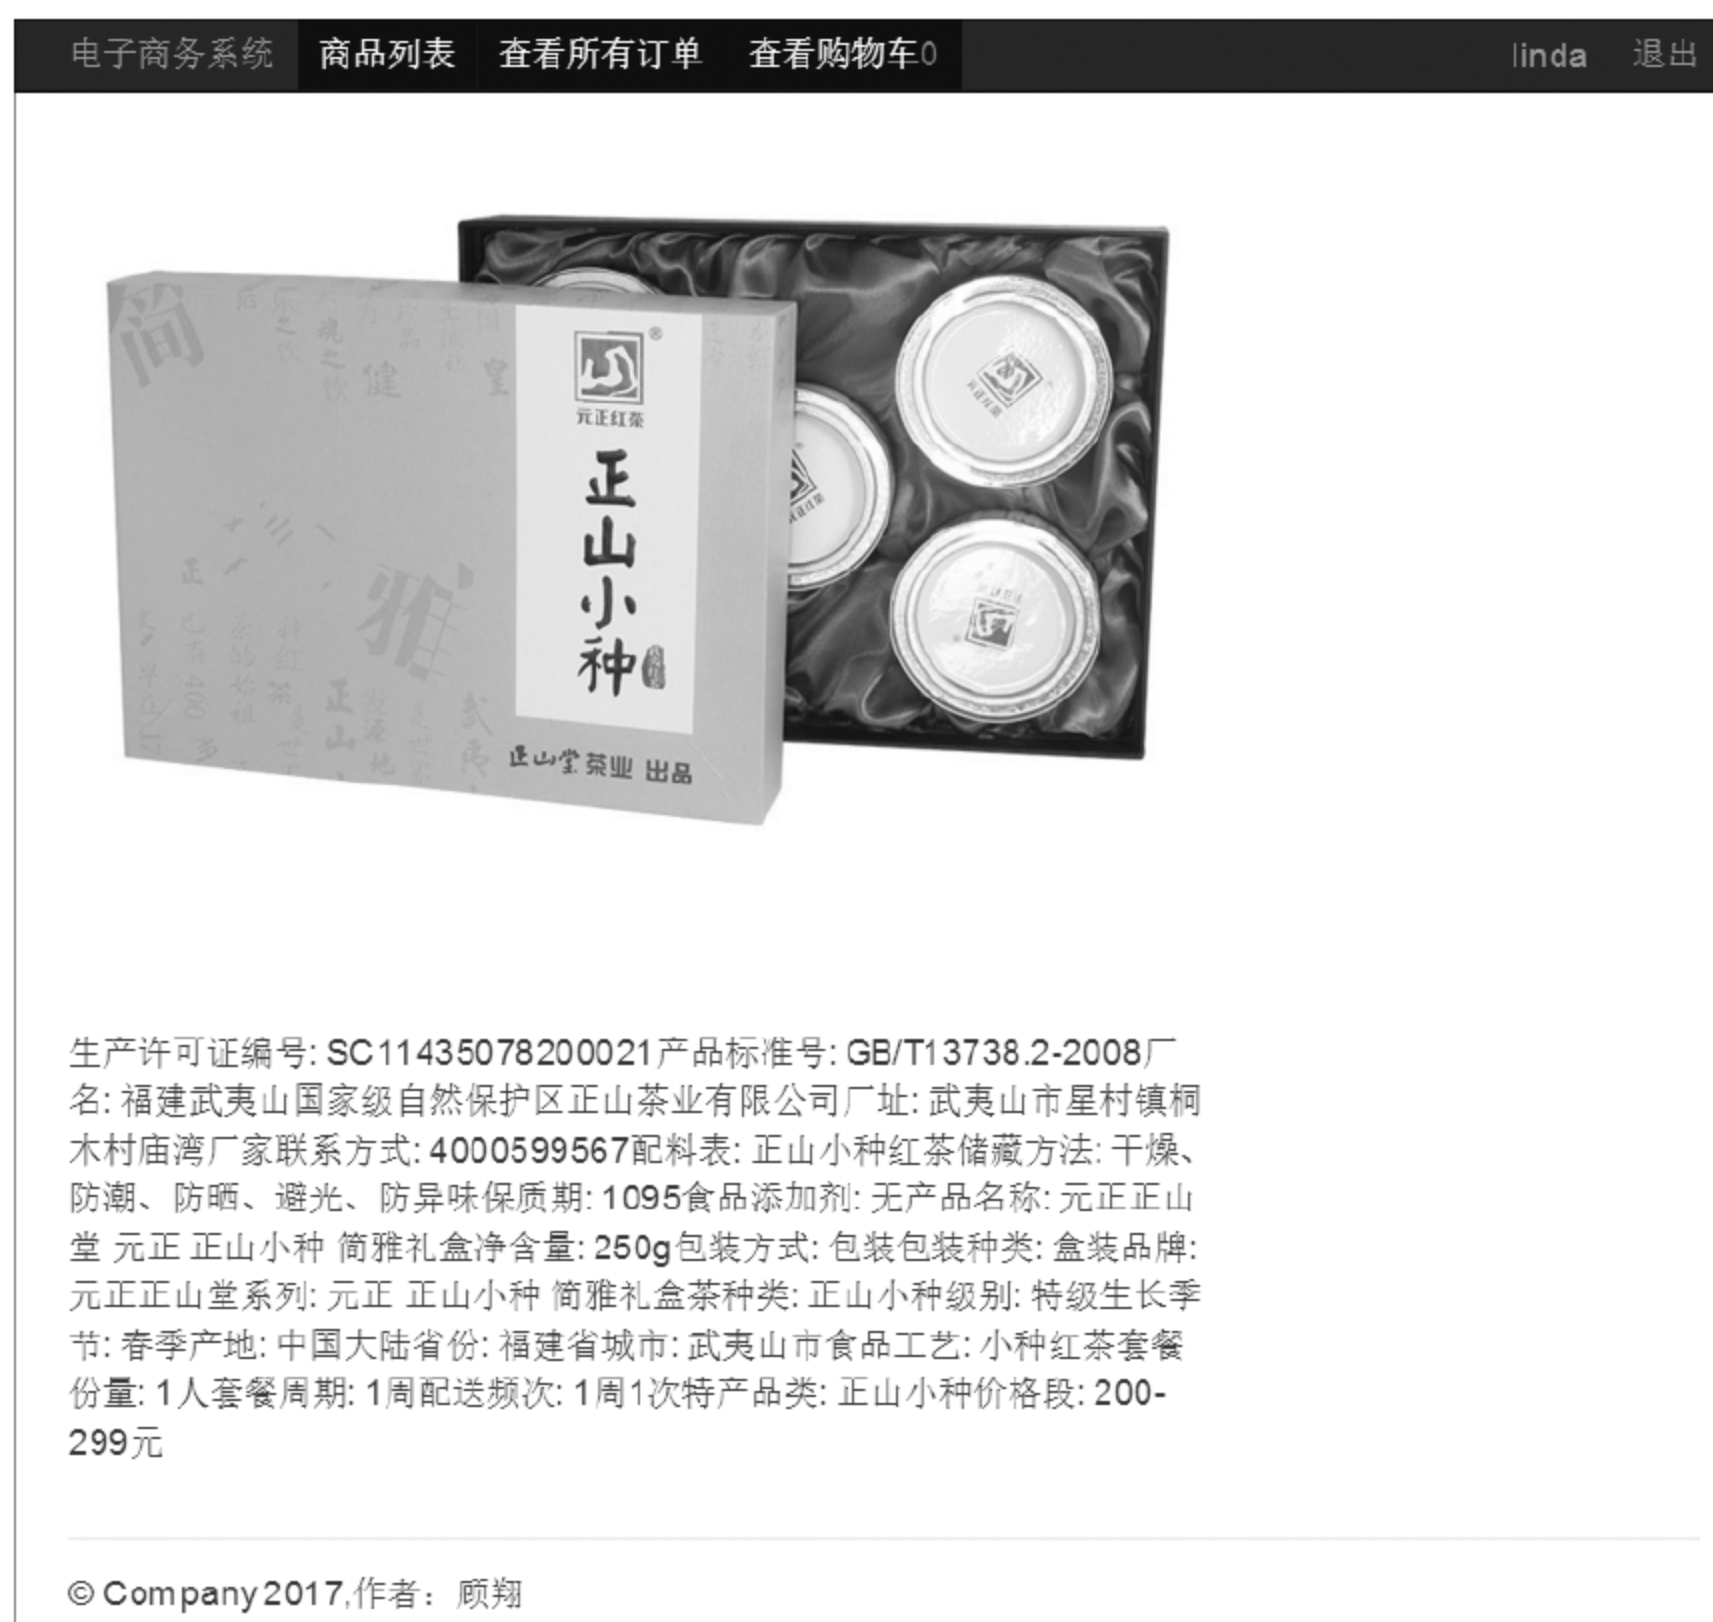 电子商务系统 商品列表 查看所有订单 查看购物车0 linda 退出
简
健
皇
元正红茶
正山小种
雅
正山堂茶业 出品
生产许可证编号: SC11435078200021产品标准号: GB/T13738.2-2008厂
名: 福建武夷山国家级自然保护区正山茶业有限公司厂址: 武夷山市星村镇桐
木村庙湾厂家联系方式: 4000599567配料表: 正山小种红茶储藏方法: 干燥、
防潮、防晒、避光、防异味保质期: 1095食品添加剂: 无产品名称: 元正正山
堂 元正 正山小种 简雅礼盒净含量: 250g包装方式: 包装包装种类: 盒装品牌:
元正正山堂系列: 元正 正山小种 简雅礼盒茶种类: 正山小种级别: 特级生长季
节: 春季产地: 中国大陆省份: 福建省城市: 武夷山市食品工艺: 小种红茶套餐
份量: 1人套餐周期: 1周配送频次: 1周1次特产品类: 正山小种价格段: 200-
299元
© Company 2017,作者：顾翔